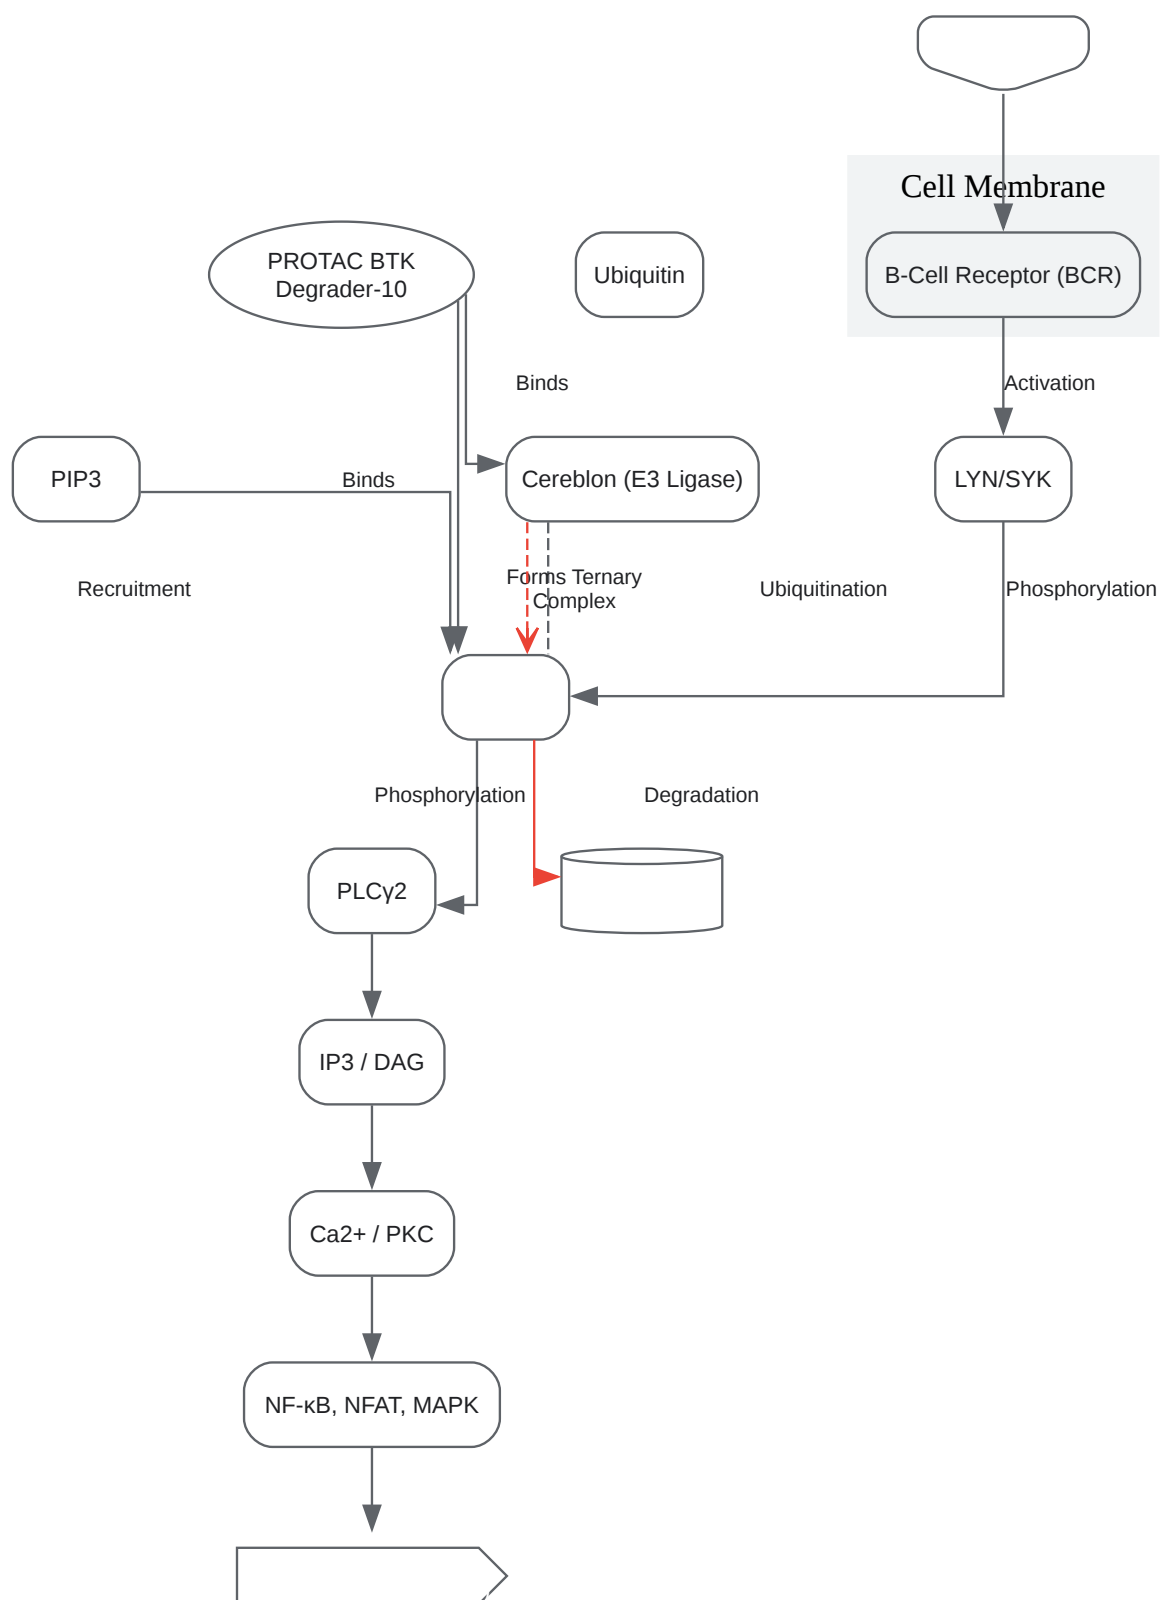 Cell Membrane
PROTAC BTK
Degrader-10
Ubiquitin
B-Cell Receptor (BCR)
Binds
Activation
PIP3
Binds
Cereblon (E3 Ligase)
LYN/SYK
Recruitment
Forms Ternary
Complex
Ubiquitination
Phosphorylation
Phosphorylation
Degradation
PLCγ2
IP3 / DAG
Ca2+ / PKC
NF-κB, NFAT, MAPK